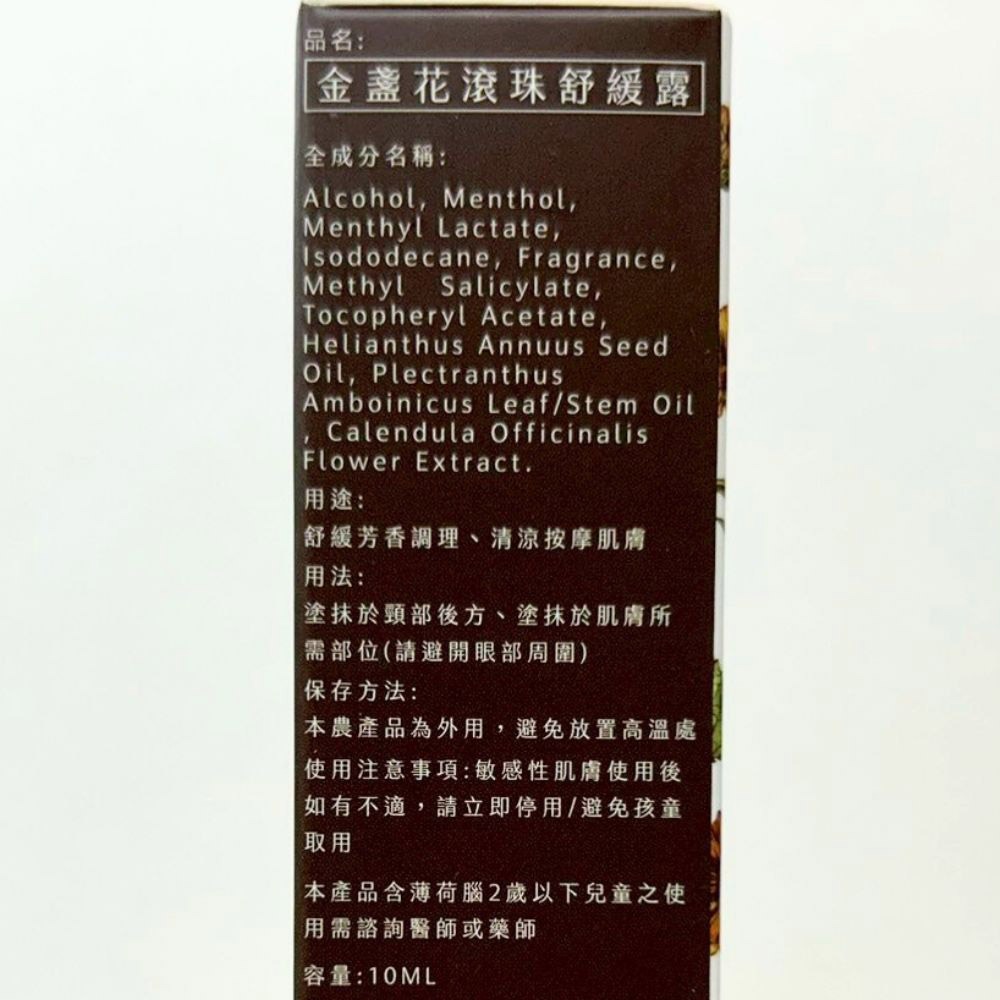 品名:
金盞花滾珠舒緩露
全成分名稱:
Alcohol, Menthol,
Menthyl Lactate,
Isododecane, Fragrance,
Methyl Salicylate,
Tocopheryl Acetate,
Helianthus Annuus Seed
Oil, Plectranthus
Amboinicus Leaf/Stem Oil
, Calendula Officinalis
Flower Extract.
用途:
舒緩芳香調理、清涼按摩肌膚
用法:
塗抹於頸部後方、塗抹於肌膚所
需部位(請避開眼部周圍)
保存方法:
本農產品為外用，避免放置高溫處
使用注意事項:敏感性肌膚使用後
如有不適，請立即停用/避免孩童
取用
本產品含薄荷腦2歲以下兒童之使
用需諮詢醫師或藥師
容量:10ML